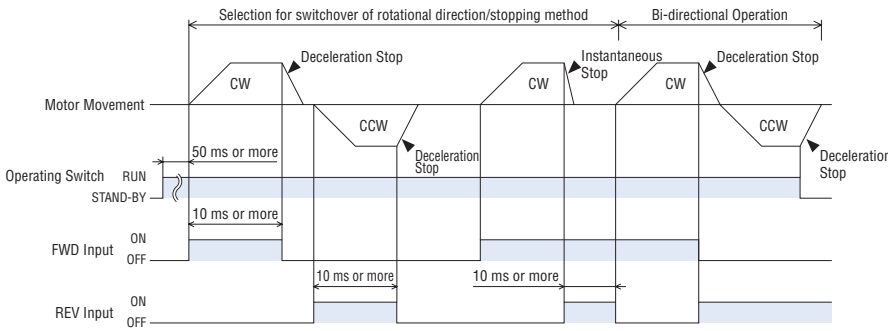 Selection for switchover of rotational direction/stopping method
Bi-directional Operation
Deceleration Stop
Instantaneous
Stop
Deceleration Stop
CW
CW
CW
Motor Movement
CCW
CCW
Deceleration
Stop
Deceleration
Stop
50 ms or more
Operating Switch
RUN
STAND-BY
10 ms or more
FWD Input
ON
OFF
10 ms or more
10 ms or more
REV Input
ON
OFF